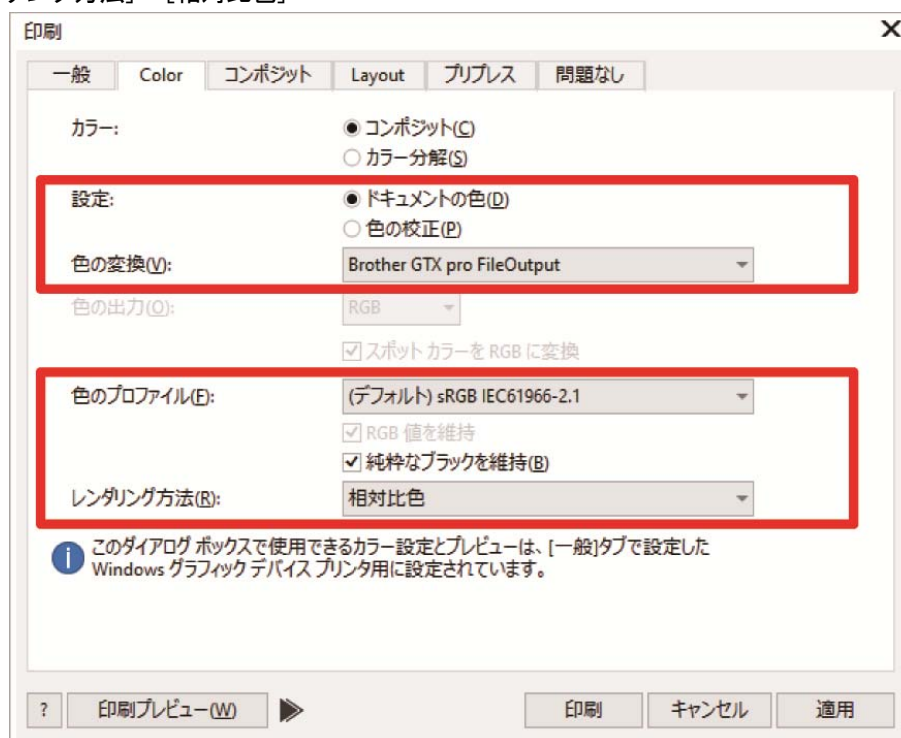 印刷
一般 Color コンポジット Layout プリプレス 問題なし
カラー: コンポジット(C)
カラー分解(S)
設定: ドキュメントの色(D)
色の校正(P)
色の変換(V): Brother GTX pro FileOutput
色の出力(O): RGB
スポット カラーを RGB に変換
色のプロファイル(F): (デフォルト) sRGB IEC61966-2.1
RGB 値を維持
純粋なブラックを維持(B)
レンダリング方法(R): 相対比色
このダイアログ ボックスで使用できるカラー設定とプレビューは、[一般]タブで設定した
Windows グラフィック デバイス プリンタ用に設定されています。
? 印刷プレビュー(W) 印刷 キャンセル 適用